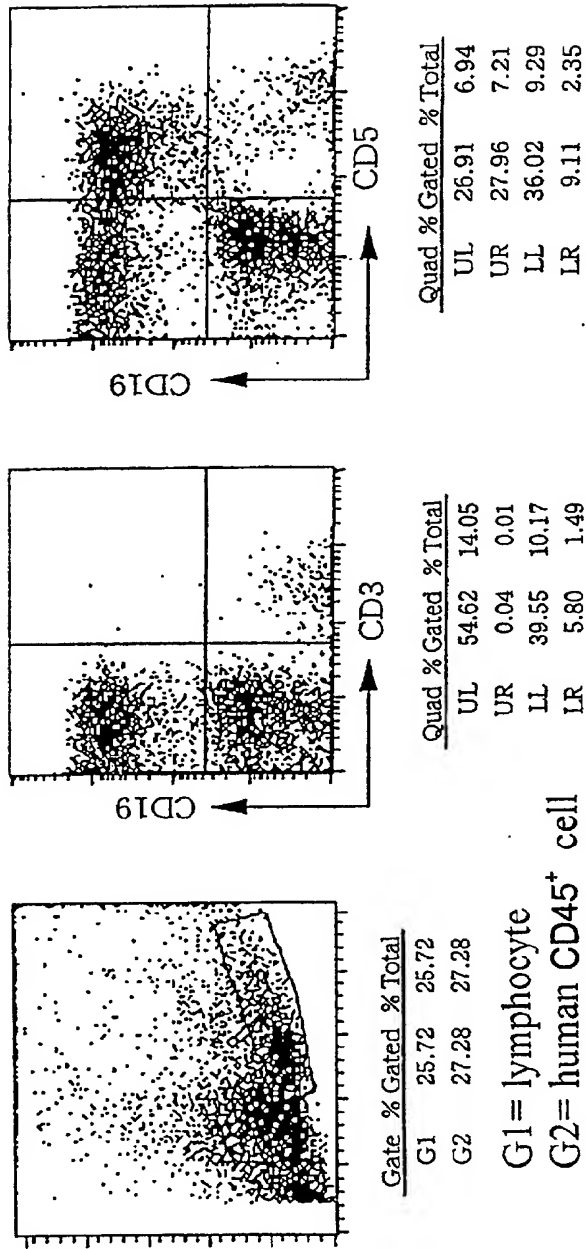 CD19
CD3
CD19
CD5
Gate % Gated % Total
G1 25.72 25.72
G2 27.28 27.28
G1= lymphocyte
G2= human CD45⁺ cell
Quad % Gated % Total
UL 54.62 14.05
UR 0.04 0.01
LL 39.55 10.17
LR 5.80 1.49
Quad % Gated % Total
UL 26.91 6.94
UR 27.96 7.21
LL 36.02 9.29
LR 9.11 2.35